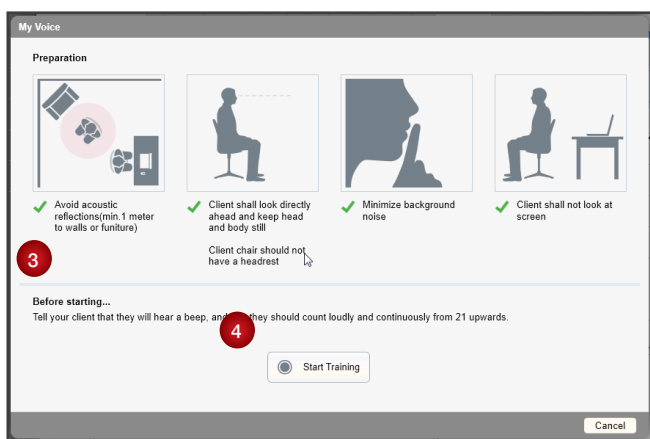 My Voice
Preparation
Avoid acoustic
reflections(min.1 meter
to walls or funiture)
Client shall look directly
ahead and keep head
and body still
Client chair should not
have a headrest
Minimize background
noise
Client shall not look at
screen
3
Before starting...
Tell your client that they will hear a beep, and they should count loudly and continuously from 21 upwards.
4
Start Training
Cancel